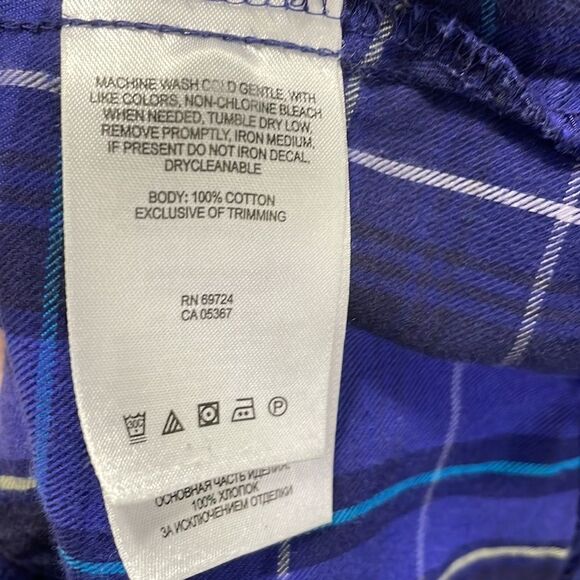 MACHINE WASH COLD GENTLE, WITH
LIKE COLORS, NON-CHLORINE BLEACH
WHEN NEEDED, TUMBLE DRY LOW,
REMOVE PROMPTLY, IRON MEDIUM,
IF PRESENT DO NOT IRON DECAL,
DRYCLEANABLE
BODY: 100% COTTON
EXCLUSIVE OF TRIMMING
RN 69724
CA 05367
30C P
ОСНОВНАЯ ЧАСТЬ ИДЕЛИЯ:
100% ХЛОПОК
ЗА ИСКЛЮЧЕНИЕМ ОТДЕЛКИ